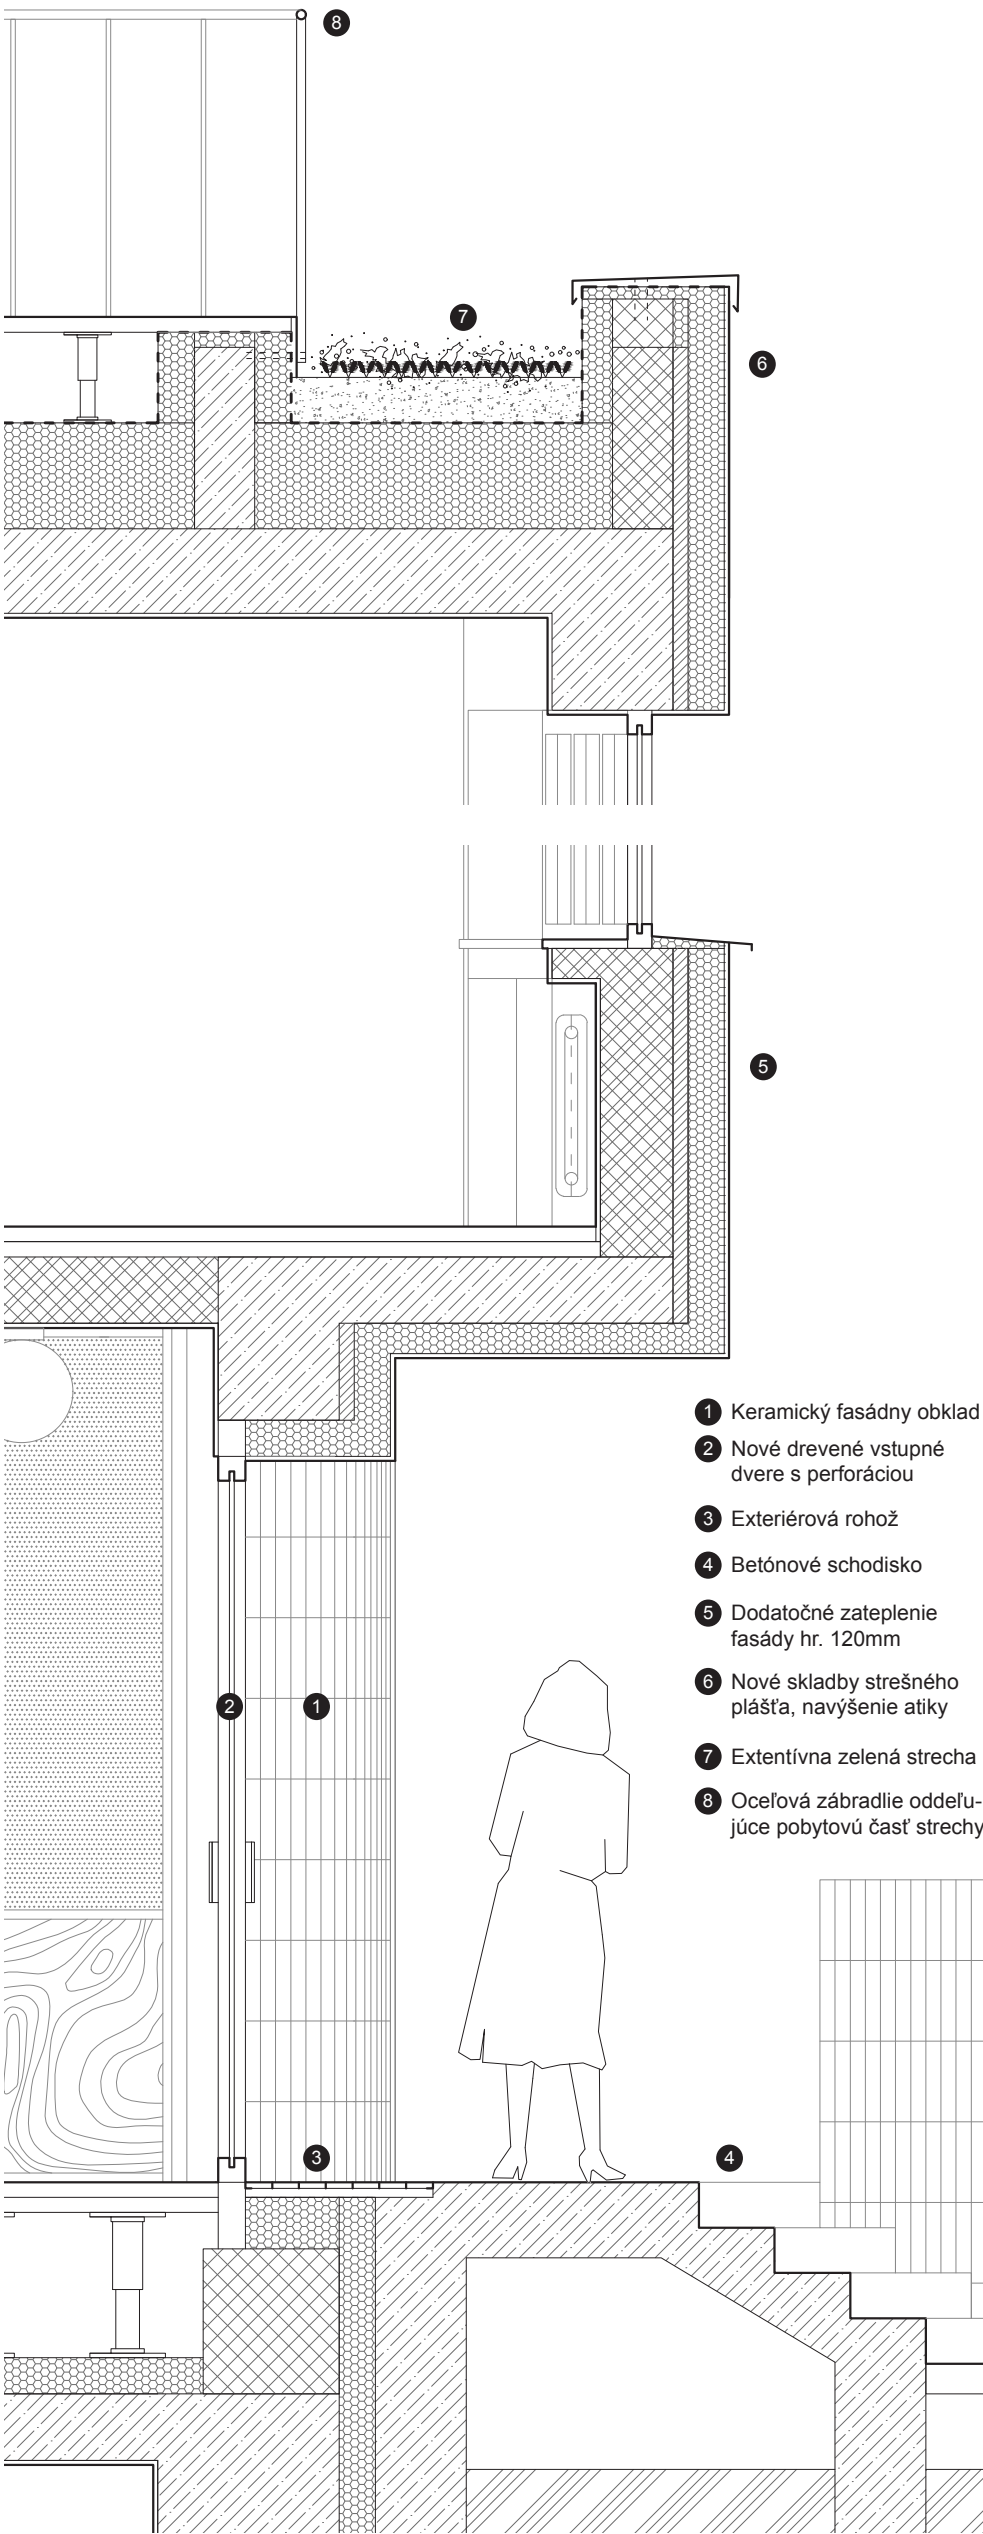 8
7
6
5
1 Keramický fasádny obklad
2 Nové drevené vstupné
dvere s perforáciou
3 Exteriérová rohož
4 Betónové schodisko
5 Dodatočné zateplenie
fasády hr. 120mm
6 Nové skladby strešného
plášťa, navýšenie atiky
7 Extentívna zelená strecha
8 Oceľová zábradlie oddeľu-
júce pobytovú časť strechy
2 1
3 4